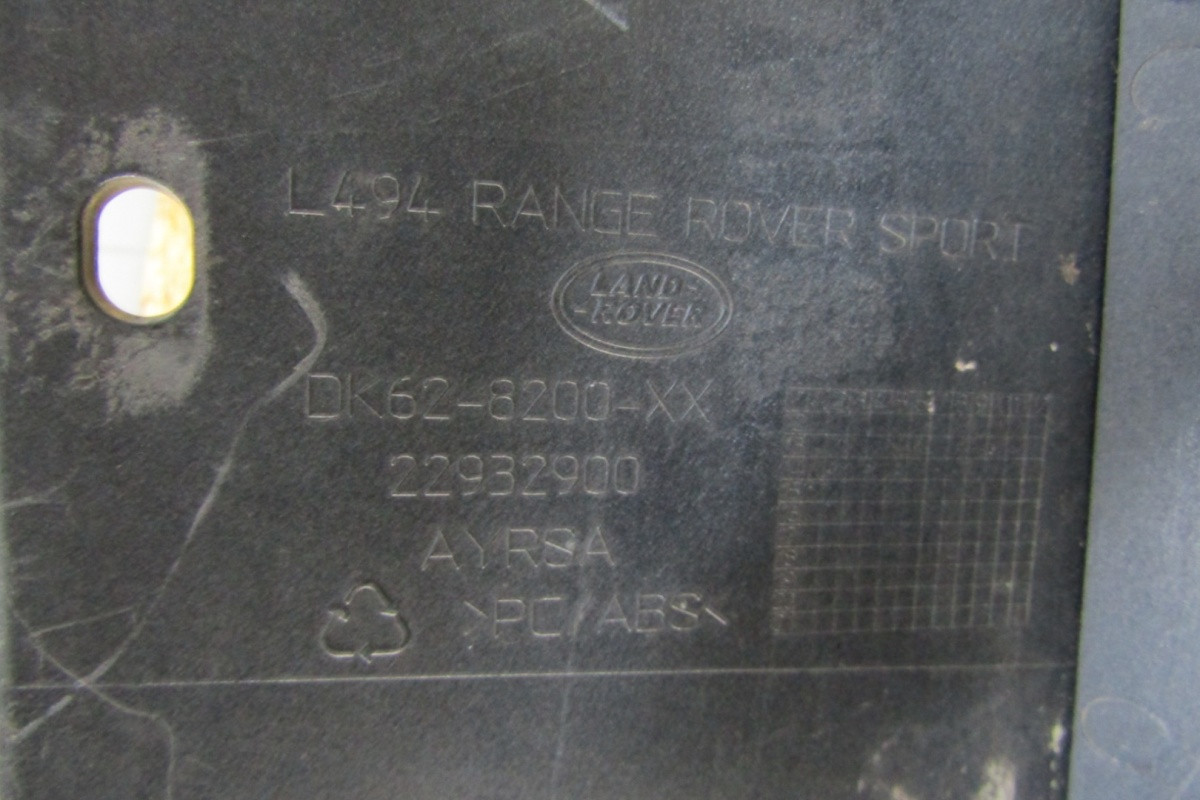 L494 RANGE ROVER SPORT
LAND-
-ROVER
DK62-8200-XX
22932900
AYRSA
>PC/ABS<